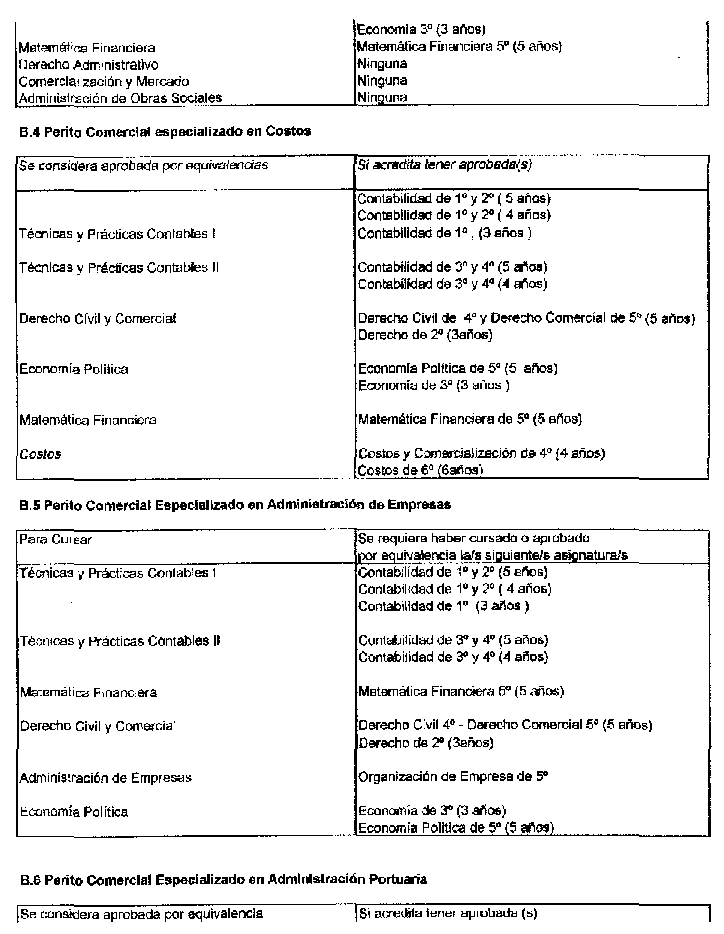 Economía 3º (3 años)
Matemática Financiera Matemática Financiera 5º (5 años)
Derecho Administrativo Ninguna
Comercialización y Mercado Ninguna
Administración de Obras Sociales Ninguna
B.4 Perito Comercial especializado en Costos
Se considera aprobada por equivalencias Si acredita tener aprobada(s)
Contabilidad de 1º y 2º ( 5 años)
Contabilidad de 1º y 2º ( 4 años)
Técnicas y Prácticas Contables I Contabilidad de 1º , (3 años )
Técnicas y Prácticas Contables II Contabilidad de 3º y 4º (5 años)
Contabilidad de 3º y 4º (4 años)
Derecho Civil y Comercial Derecho Civil de 4º y Derecho Comercial de 5º (5 años)
Derecho de 2º (3años)
Economía Política Economía Política de 5º (5 años)
Economía de 3º (3 años )
Matemática Financiera Matemática Financiera de 5º (5 años)
Costos Costos y Comercialización de 4º (4 años)
Costos de 6º (6años)
B.5 Perito Comercial Especializado en Administración de Empresas
Para Cursar Se requiere haber cursado o aprobado
por equivalencia la/s siguiente/s asignatura/s
Técnicas y Prácticas Contables I Contabilidad de 1º y 2º (5 años)
Contabilidad de 1º y 2º ( 4 años)
Contabilidad de 1º (3 años )
Técnicas y Prácticas Contables II Contabilidad de 3º y 4º (5 años)
Contabilidad de 3º y 4º (4 años)
Matemática Financiera Matemática Financiera 5º (5 años)
Derecho Civil y Comercial Derecho Civil 4º - Derecho Comercial 5º (5 años)
Derecho de 2º (3años)
Administración de Empresas Organización de Empresa de 5º
Economía Política Economía de 3º (3 años)
Economía Política de 5º (5 años)
B.6 Perito Comercial Especializado en Administración Portuaria
Se considera aprobada por equivalencia Si acredita tener aprobada (s)